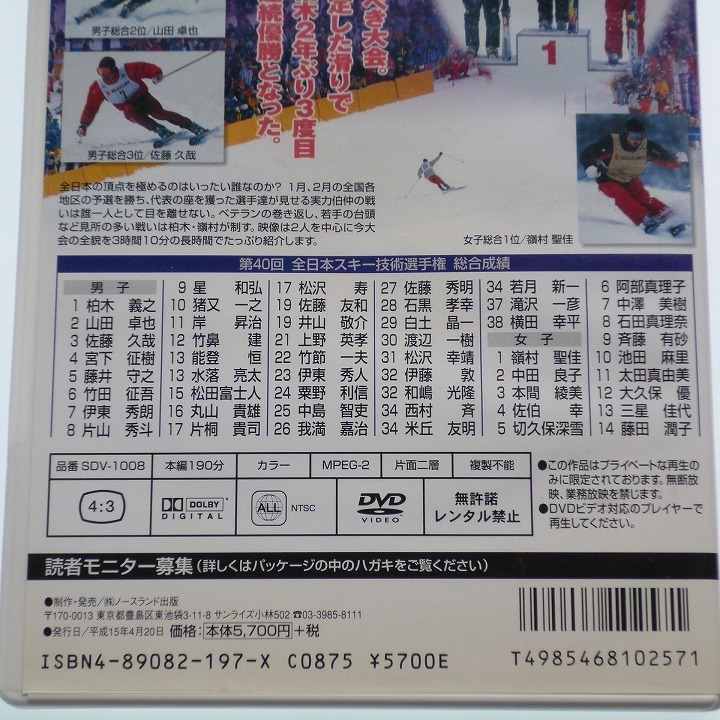 男子総合2位/山田 卓也
べき大会。
定した滑りで
木2年ぶり3度目
続優勝となった。
1
男子総合3位/佐藤 久哉
女子総合1位/嶺村 聖佳
全日本の頂点を極めるのはいったい誰なのか? 1月、2月の全国各
地区の予選を勝ち、代表の座を獲った選手達が見せる実力伯仲の戦
いは誰一人として目を離せない。ベテランの巻き返し、若手の台頭
など見所の多い戦いは柏木・嶺村が制す。映像は2人を中心に今大
会の全貌を3時間10分の長時間でたっぷり紹介します。
第40回 全日本スキー技術選手権 総合成績
男 子
1 柏木 義之
2 山田 卓也
3 佐藤 久哉
4 宮下 征樹
5 藤井 守之
6 竹田 征吾
7 伊東 秀朗
8 片山 秀斗
9 星 和弘
10 猪又 一之
11 岸 昇治
12 竹鼻 建
13 能登 恒
13 水落 亮太
15 松田富士人
16 丸山 貴雄
17 片桐 貴司
17 松沢 寿
19 佐藤 友和
19 井山 敬介
21 上野 英孝
22 竹節 一夫
23 伊東 秀人
24 粟野 利信
25 中島 智吏
26 我満 嘉治
27 佐藤 秀明
28 石黒 孝幸
29 白土 晶一
30 渡辺 一樹
31 松沢 幸靖
32 伊藤 敦
32 和嶋 光隆
34 西村 斉
34 米丘 友明
34 若月 新一
37 滝沢 一彦
38 横田 幸平
女 子
1 嶺村 聖佳
2 中田 良子
3 本間 綾美
4 佐伯 幸
5 切久保深雪
6 阿部真理子
7 中澤 美樹
8 石田真理奈
9 斉藤 有砂
10 池田 麻里
11 太田真由美
12 大久保 優
13 三星 佳代
14 藤田 潤子
品番 SDV-1008
本編190分
カラー
MPEG-2
片面二層
複製不能
4:3
DOLBY
DIGITAL
ALL
NTSC
DVD
VIDEO
無許諾
レンタル禁止
●この作品はプライベートな再生の
みに限定されております。無断放
映、業務放映を禁じます。
●DVDビデオ対応のプレイヤーで
再生してください。
読者モニター募集(詳しくはパッケージの中のハガキをご覧ください)
●制作・発売/㈱ノースランド出版
〒170-0013 東京都豊島区東池袋3-11-8 サンライズ小林502 ☎03-3985-8111
●発行日/平成15年4月20日 価格:本体5,700円+税
ISBN4-89082-197-X C0875 ¥5700E
T4985468102571